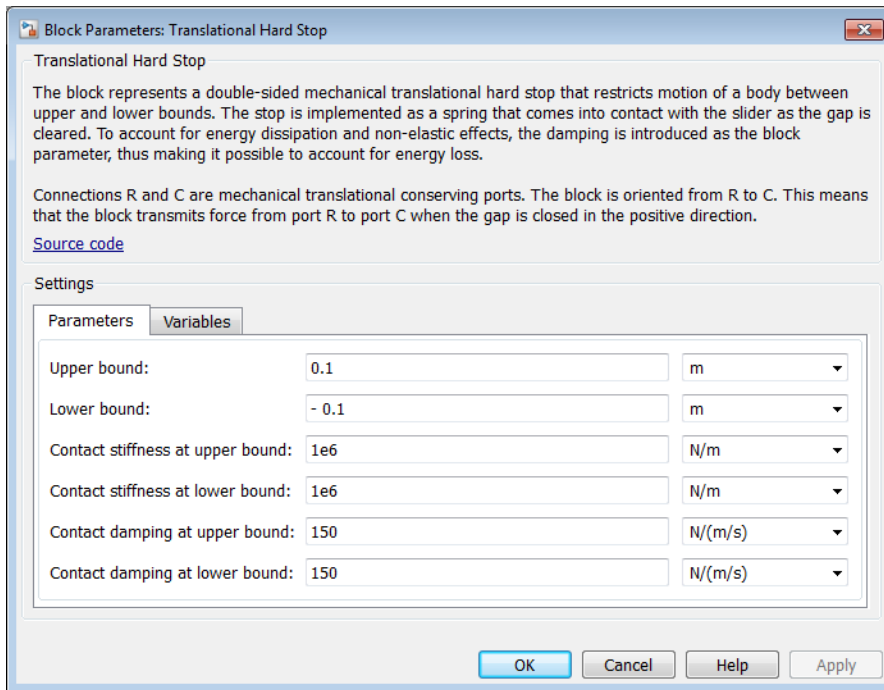 Block Parameters: Translational Hard Stop
Translational Hard Stop
The block represents a double-sided mechanical translational hard stop that restricts motion of a body between
upper and lower bounds. The stop is implemented as a spring that comes into contact with the slider as the gap is
cleared. To account for energy dissipation and non-elastic effects, the damping is introduced as the block
parameter, thus making it possible to account for energy loss.
Connections R and C are mechanical translational conserving ports. The block is oriented from R to C. This means
that the block transmits force from port R to port C when the gap is closed in the positive direction.
Source code
Settings
Parameters Variables
Upper bound: 0.1 m
Lower bound: - 0.1 m
Contact stiffness at upper bound: 1e6 N/m
Contact stiffness at lower bound: 1e6 N/m
Contact damping at upper bound: 150 N/(m/s)
Contact damping at lower bound: 150 N/(m/s)
OK Cancel Help Apply